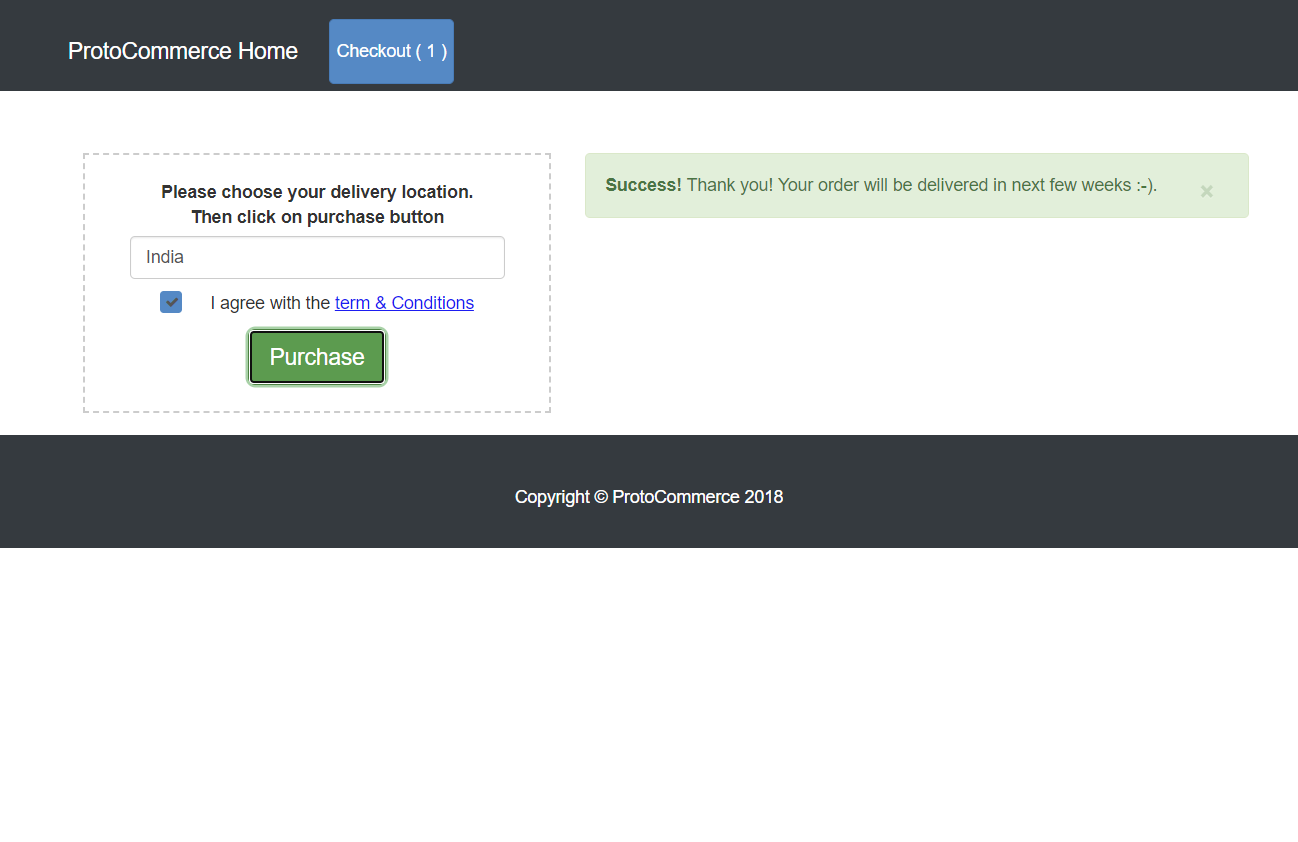 ProtoCommerce Home
Checkout ( 1 )
Please choose your delivery location.
Then click on purchase button
India
I agree with the term & Conditions
Purchase
Success! Thank you! Your order will be delivered in next few weeks :-).
×
Copyright © ProtoCommerce 2018